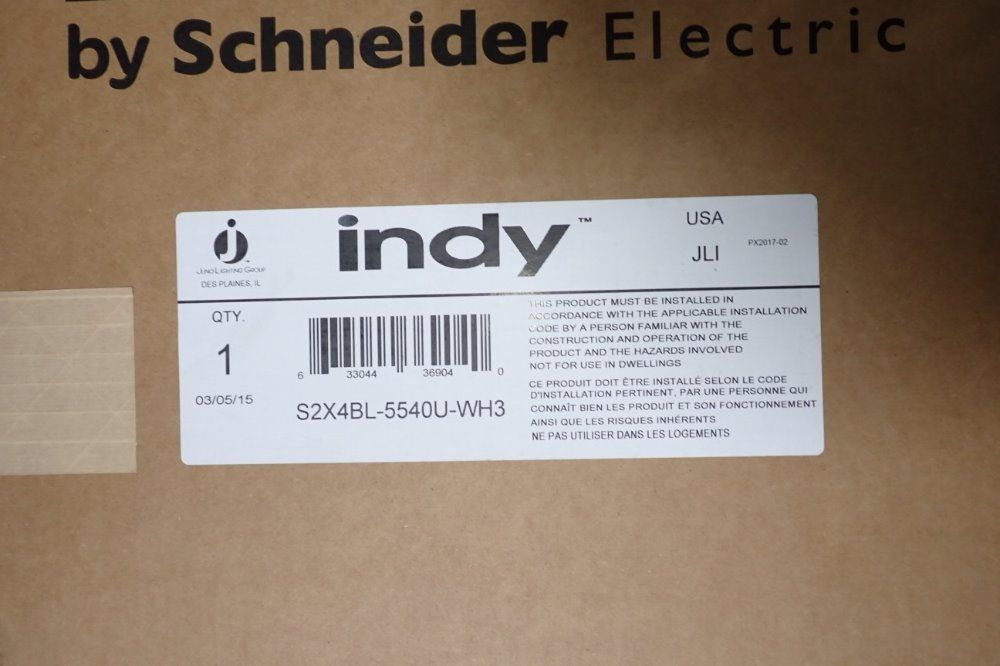 by Schneider Electric
indy™
USA
JLI
PX2017-02
j
Juno Lighting Group
DES PLAINES, IL
QTY.
1
03/05/15
6 33044 36904 0
S2X4BL-5540U-WH3
THIS PRODUCT MUST BE INSTALLED IN
ACCORDANCE WITH THE APPLICABLE INSTALLATION
CODE BY A PERSON FAMILIAR WITH THE
CONSTRUCTION AND OPERATION OF THE
PRODUCT AND THE HAZARDS INVOLVED
NOT FOR USE IN DWELLINGS
CE PRODUIT DOIT ÊTRE INSTALLÉ SELON LE CODE
D'INSTALLATION PERTINENT, PAR UNE PERSONNE QUI
CONNAÎT BIEN LES PRODUIT ET SON FONCTIONNEMENT
AINSI QUE LES RISQUES INHÉRENTS
NE PAS UTILISER DANS LES LOGEMENTS